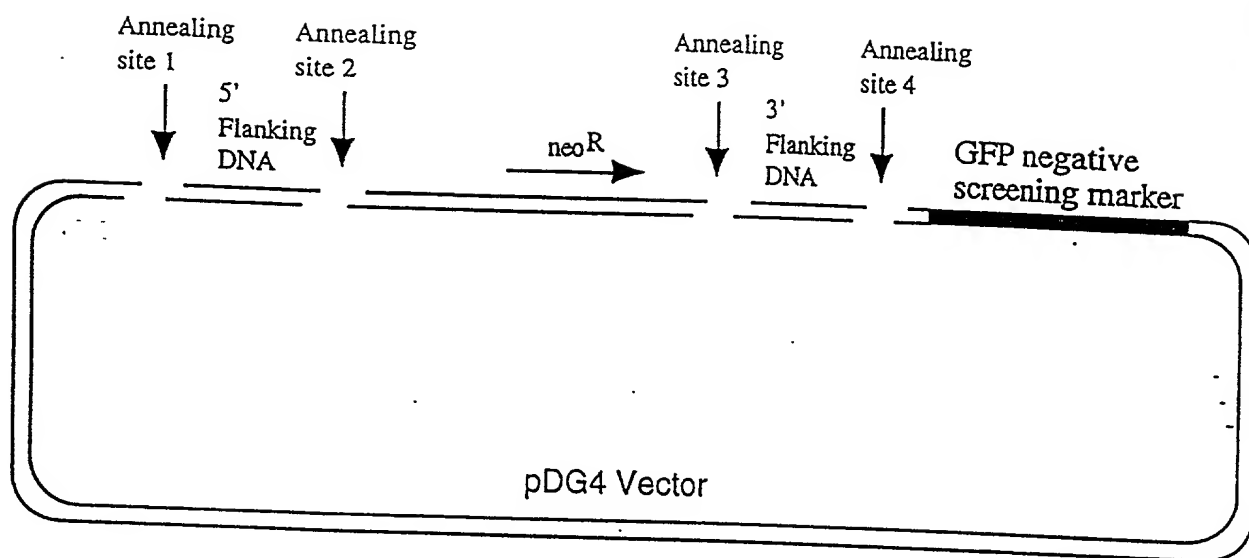 Annealing
site 1
5'
Flanking
DNA
Annealing
site 2
neoR
Annealing
site 3
3'
Flanking
DNA
Annealing
site 4
GFP negative
screening marker
pDG4 Vector